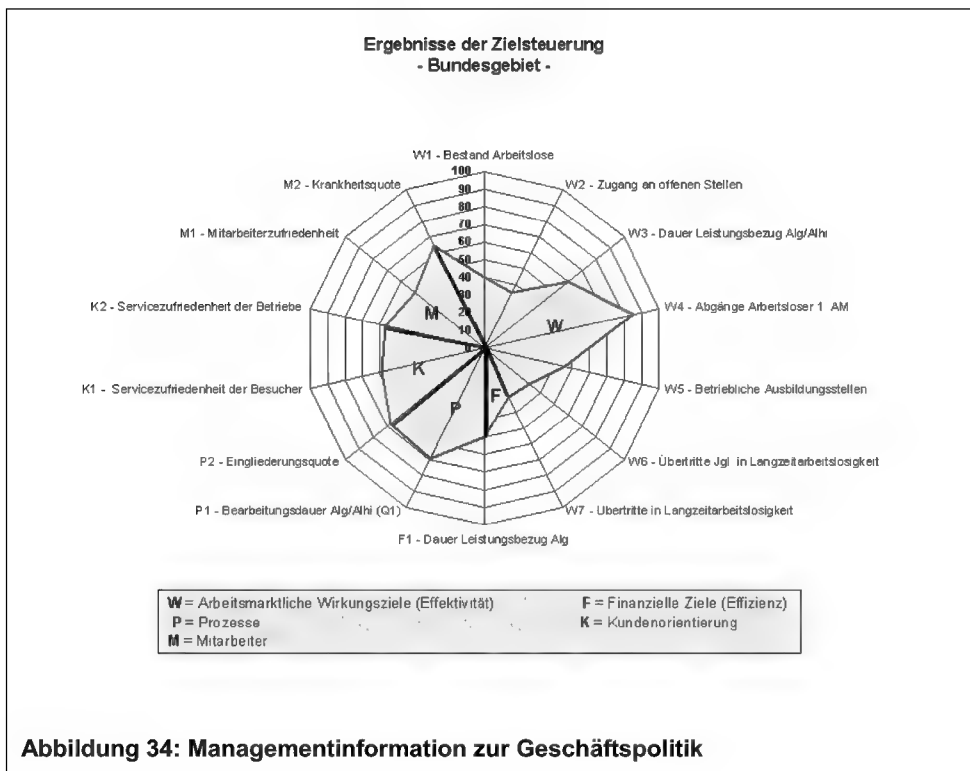 Ergebnisse der Zielsteuerung
- Bundesgebiet -
W1 - Bestand Arbeitslose
M2 - Krankheitsquote
W2 - Zugang an offenen Stellen
M1 - Mitarbeiterzufriedenheit
W3 - Dauer Leistungsbezug Alg/Alhi
K2 - Servicezufriedenheit der Betriebe
W4 - Abgänge Arbeitsloser 1 AM
K1 - Servicezufriedenheit der Besucher
W5 - Betriebliche Ausbildungsstellen
P2 - Eingliederungsquote
W6 - Übertritte Jgl in Langzeitarbeitslosigkeit
P1 - Bearbeitungsdauer Alg/Alhi (Q1)
W7 - Übertritte in Langzeitarbeitslosigkeit
F1 - Dauer Leistungsbezug Alg
100
90
80
70
60
50
40
30
20
10
0
M
W
K
F
P
W = Arbeitsmarktliche Wirkungsziele (Effektivität)
F = Finanzielle Ziele (Effizienz)
P = Prozesse
K = Kundenorientierung
M = Mitarbeiter
Abbildung 34: Managementinformation zur Geschäftspolitik